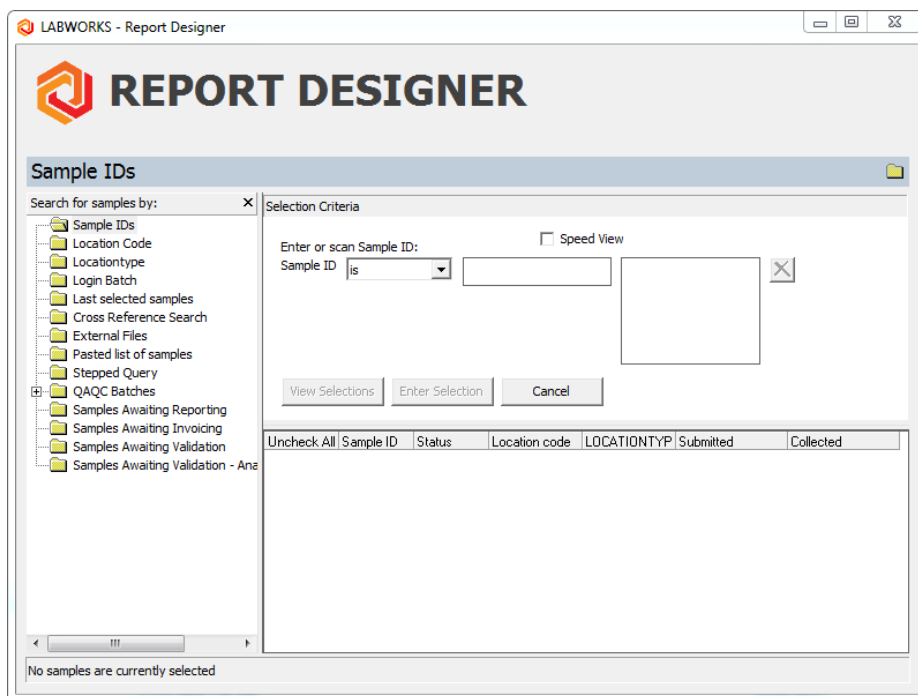 LABWORKS - Report Designer
REPORT DESIGNER
Sample IDs
Search for samples by:
Sample IDs
Location Code
Locationtype
Login Batch
Last selected samples
Cross Reference Search
External Files
Pasted list of samples
Stepped Query
QAQC Batches
Samples Awaiting Reporting
Samples Awaiting Invoicing
Samples Awaiting Validation
Samples Awaiting Validation - Ana
Selection Criteria
Speed View
Enter or scan Sample ID:
Sample ID is
View Selections Enter Selection Cancel
Uncheck All Sample ID Status Location code LOCATIONTYP Submitted Collected
No samples are currently selected